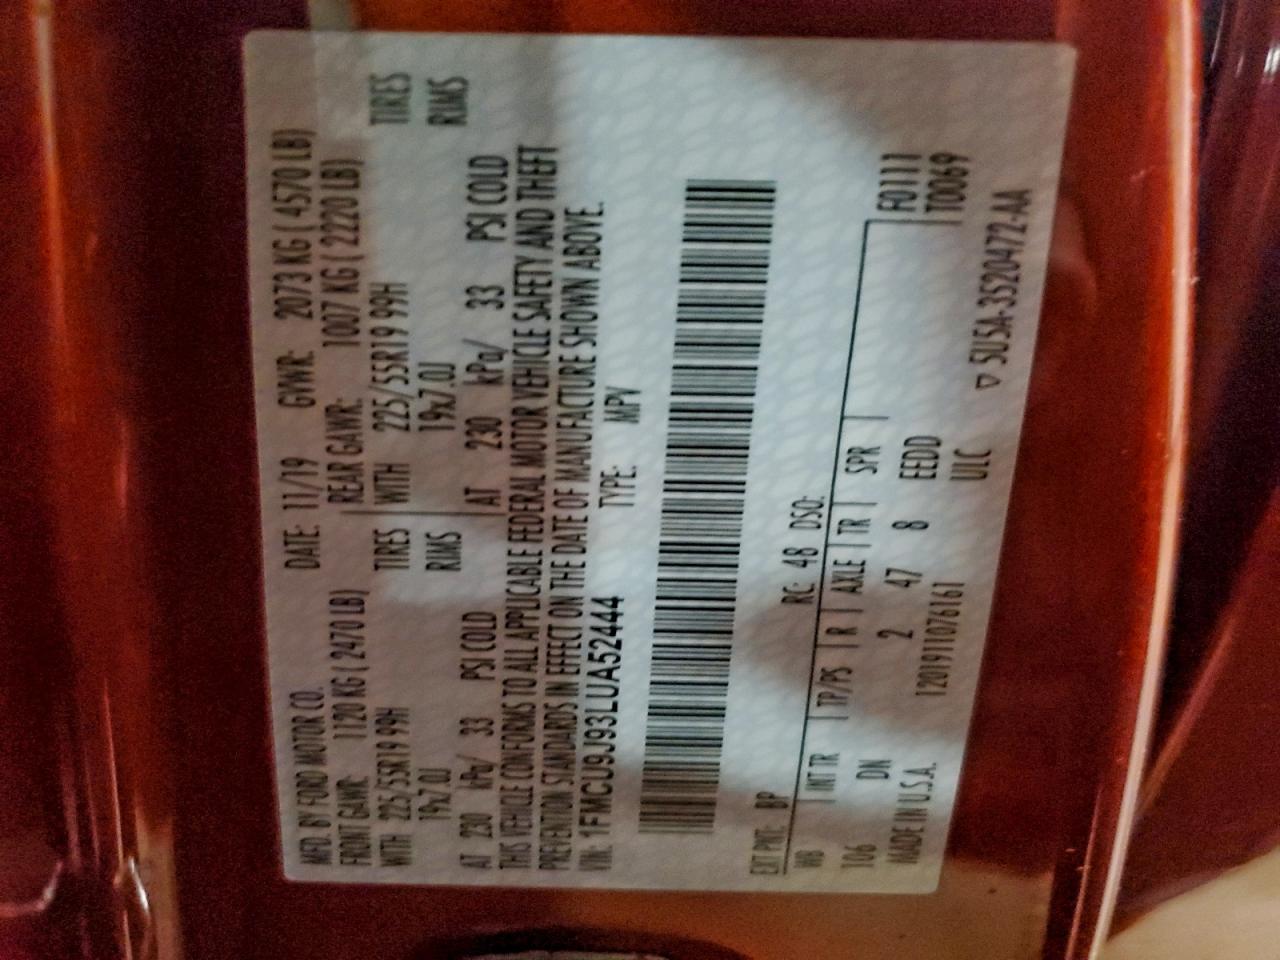 MFD. BY FORD MOTOR CO. DATE: 11/19 GVWR: 2073 KG ( 4570 LB)
FRONT GAWR: 1120 KG ( 2470 LB) REAR GAWR: 1007 KG ( 2220 LB)
WITH 225/55R19 99H TIRES WITH 225/55R19 99H TIRES
19x7.0J RIMS 19x7.0J RIMS
AT 230 kPa/ 33 PSI COLD AT 230 kPa/ 33 PSI COLD
THIS VEHICLE CONFORMS TO ALL APPLICABLE FEDERAL MOTOR VEHICLE SAFETY AND THEFT
PREVENTION STANDARDS IN EFFECT ON THE DATE OF MANUFACTURE SHOWN ABOVE.
VIN: 1FMCU9J93LUA52444 TYPE: MPV
EXT PNT: BP RC: 48 DSO:
WB | INT TR | TP/PS | R | AXLE | TR | SPR | F0111
106 DN 2 47 8 EEDD T0069
MADE IN U.S.A. 1201911076161 ULC
▽ 5U5A-3520472-AA